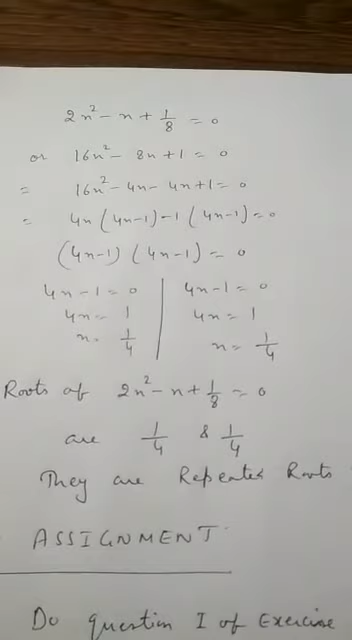 2x² - x + 1/8 = 0
or 16x² - 8x + 1 = 0
= 16x² - 4x - 4x + 1 = 0
= 4x (4x-1) - 1 (4x-1) = 0
(4x-1) (4x-1) = 0
4x - 1 = 0 | 4x - 1 = 0
4x = 1 | 4x = 1
x = 1/4 | x = 1/4
Roots of 2x² - x + 1/8 = 0
are 1/4 & 1/4
They are Repeated Roots
ASSIGNMENT
Do question I of Exercise